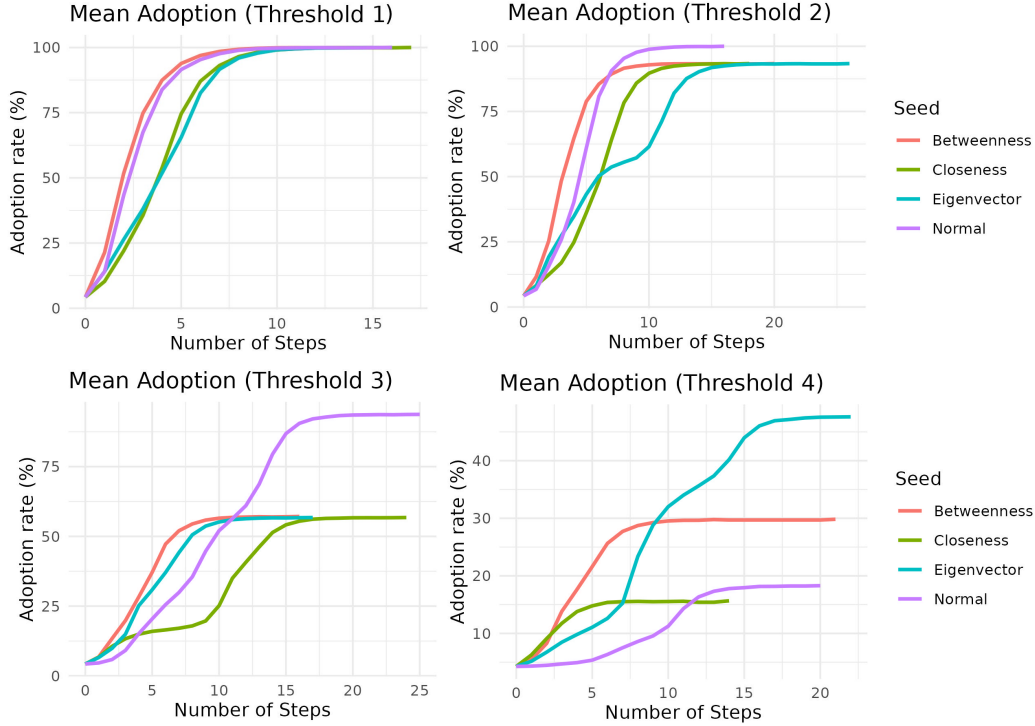 Mean Adoption (Threshold 1)
Adoption rate (%)
100
75
50
25
0
0 5 10 15
Number of Steps
Mean Adoption (Threshold 2)
Adoption rate (%)
100
75
50
25
0
0 10 20
Number of Steps
Seed
Betweenness
Closeness
Eigenvector
Normal
Mean Adoption (Threshold 3)
Adoption rate (%)
75
50
25
0
0 5 10 15 20 25
Number of Steps
Mean Adoption (Threshold 4)
Adoption rate (%)
40
30
20
10
0 5 10 15 20
Number of Steps
Seed
Betweenness
Closeness
Eigenvector
Normal